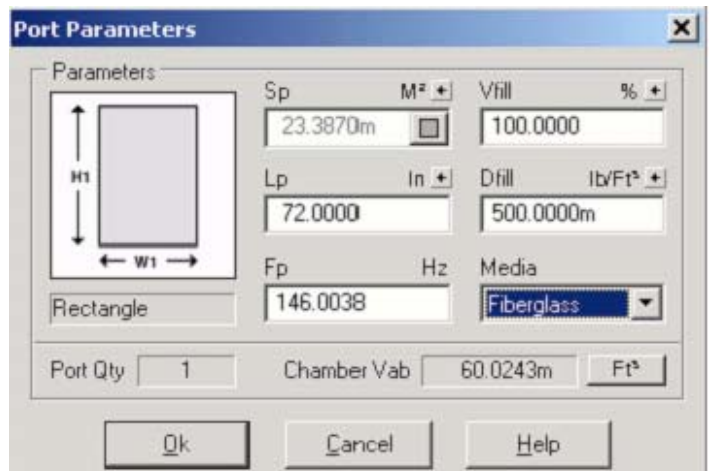 Port Parameters
Parameters
Sp M² Vfill %
23.3870m 100.0000
H1
Lp In Dfill lb/Ft³
72.0000 500.0000m
W1
Fp Hz Media
Rectangle 146.0038 Fiberglass
Port Qty 1 Chamber Vab 60.0243m Ft³
Ok Cancel Help